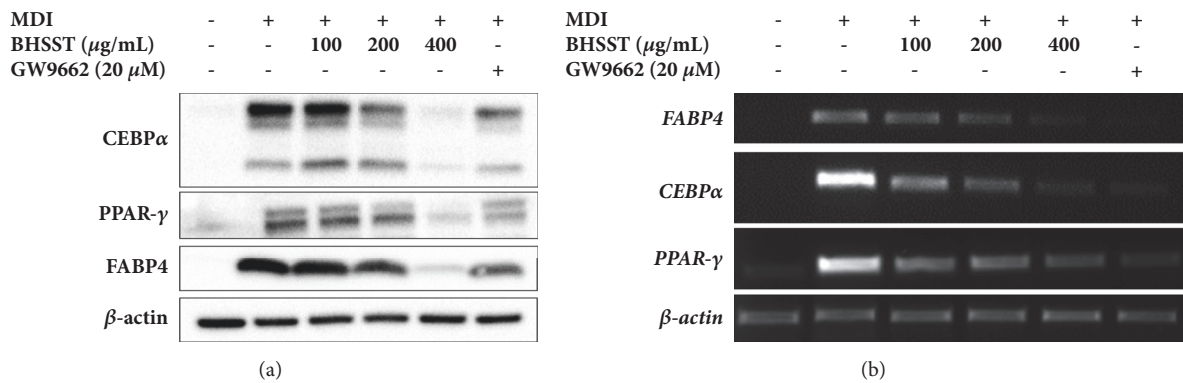 MDI - + + + + +
BHSST (μg/mL) - - 100 200 400 -
GW9662 (20 μM) - - - - - +
CEBPα
PPAR-γ
FABP4
β-actin
(a)
MDI - + + + + +
BHSST (μg/mL) - - 100 200 400 -
GW9662 (20 μM) - - - - - +
FABP4
CEBPα
PPAR-γ
β-actin
(b)